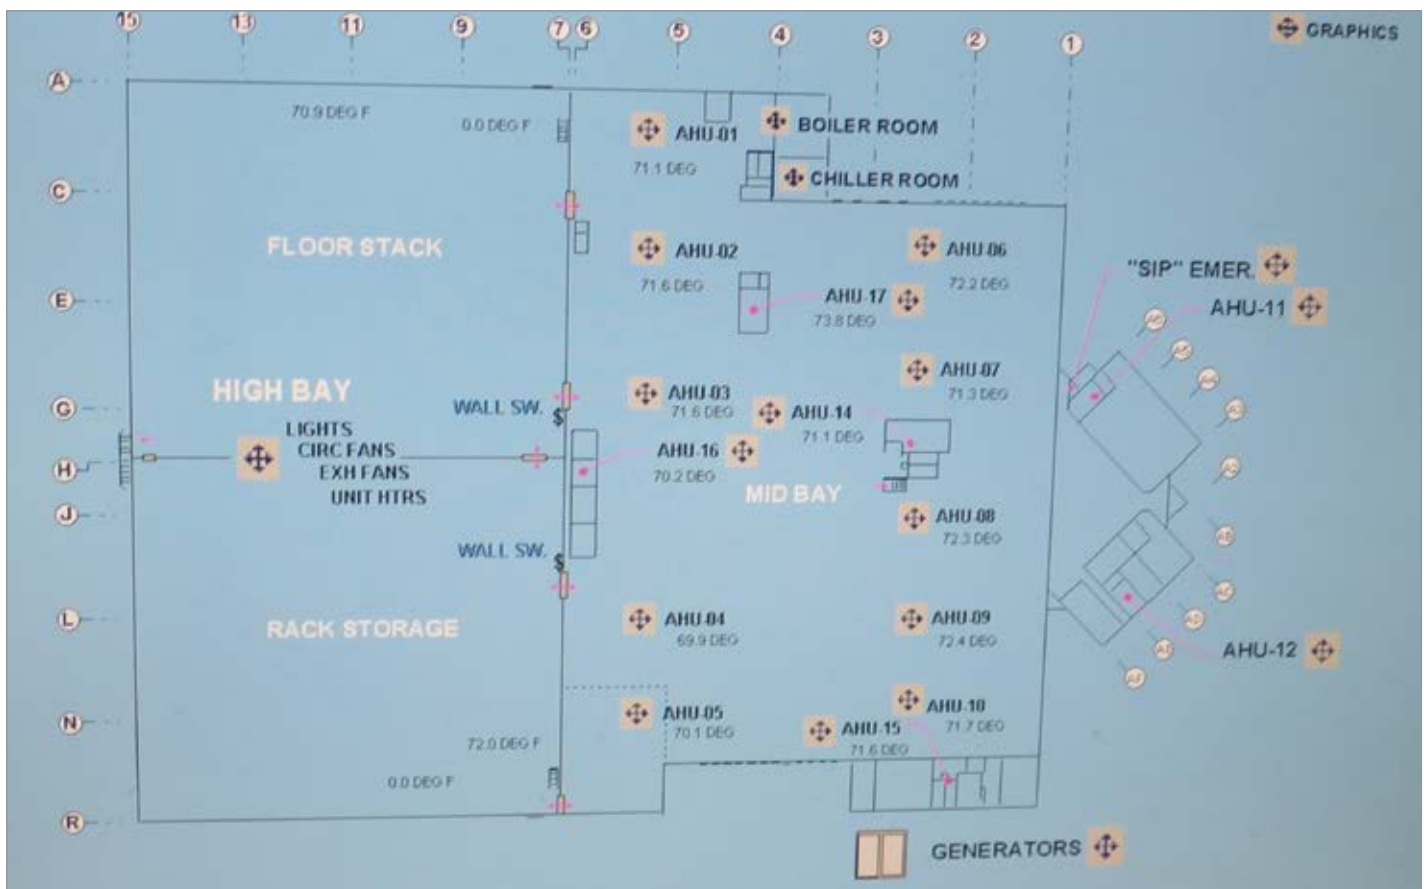 15 13 11 9 7 6 5 4 3 2 1
GRAPHICS
A
70.9 DEG F
0.0 DEG F
AHU-01
71.1 DEG
BOILER ROOM
CHILLER ROOM
C
FLOOR STACK
AHU-02
71.6 DEG
AHU-06
72.2 DEG
"SIP" EMER.
E
AHU-17
73.8 DEG
AHU-11
HIGH BAY
AHU-03
71.6 DEG
AHU-07
71.3 DEG
G
WALL SW.
$
AHU-14
71.1 DEG
LIGHTS
CIRC FANS
EXH FANS
UNIT HTRS
H
AHU-16
70.2 DEG
MID BAY
J
AHU-08
72.3 DEG
WALL SW.
$
L
RACK STORAGE
AHU-04
69.9 DEG
AHU-09
72.4 DEG
AHU-12
N
AHU-05
70.1 DEG
AHU-10
71.7 DEG
AHU-15
71.6 DEG
72.0 DEG F
0.0 DEG F
R
GENERATORS